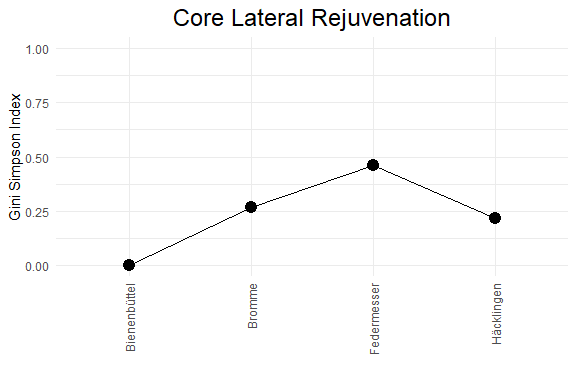 Core Lateral Rejuvenation
Gini Simpson Index
1.00
0.75
0.50
0.25
0.00
Bienenbüttel
Bromme
Federmesser
Häcklingen